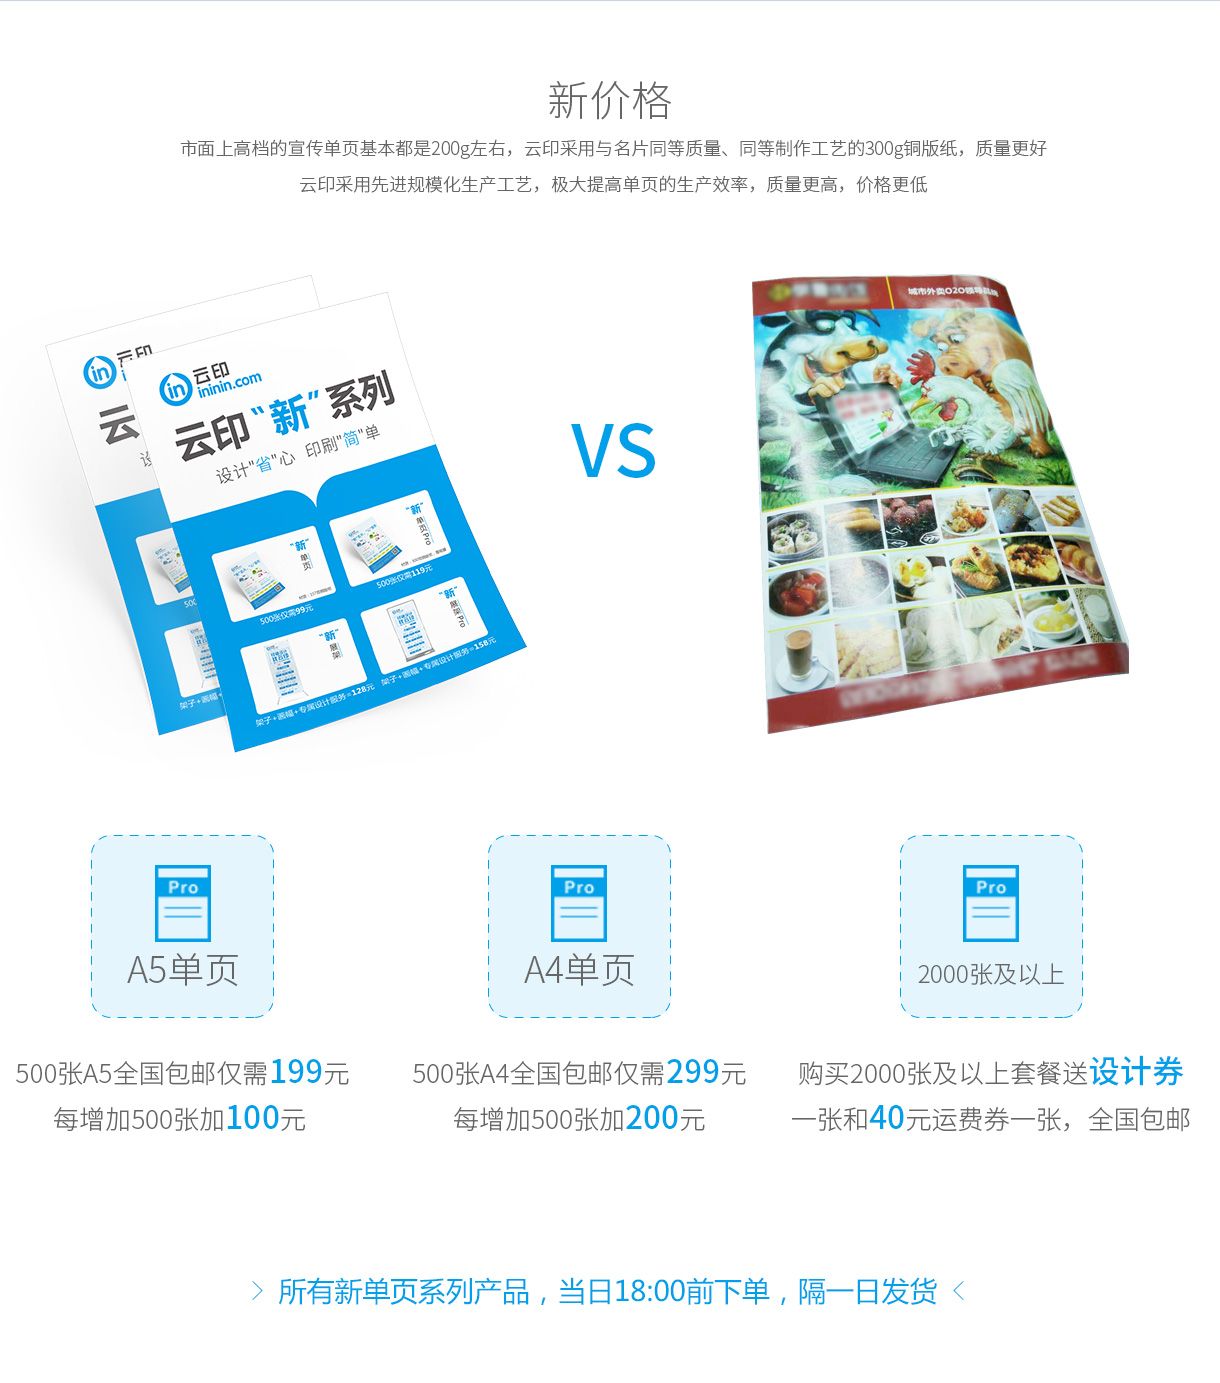 新价格
市面上高档的宣传单页基本都是200g左右，云印采用与名片同等质量、同等制作工艺的300g铜版纸，质量更好
云印采用先进规模化生产工艺，极大提高单页的生产效率，质量更高，价格更低
in 云印
云
设
500
架子+画幅+
in 云印
ininin.com
云印“新”系列
设计"省"心 印刷"简"单
“新”
单页
500张仅需99元
“新”
单页Pro
500张仅需119元
“新”
展架
架子+画幅+专属设计服务=128元
“新”
展架Pro
架子+画幅+专属设计服务=158元
VS
城市外卖O2O领导品牌
Pro
A5单页
500张A5全国包邮仅需199元
每增加500张加100元
Pro
A4单页
500张A4全国包邮仅需299元
每增加500张加200元
Pro
2000张及以上
购买2000张及以上套餐送设计券
一张和40元运费券一张，全国包邮
所有新单页系列产品，当日18:00前下单，隔一日发货